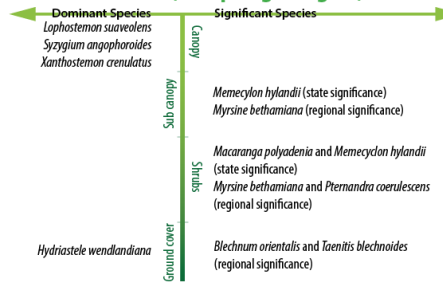 Dominant Species
Significant Species
Lophostemon suaveolens
Syzygium angophoroides
Xanthostemon crenulatus
Canopy
Sub canopy
Memecylon hylandii (state significance)
Myrsine bethamiana (regional significance)
Shrubs
Macaranga polyadenia and Memecyclon hylandii
(state significance)
Myrsine bethamiana and Pternandra coerulescens
(regional significance)
Ground cover
Hydriastele wendlandiana
Blechnum orientalis and Taenitis blechnoides
(regional significance)